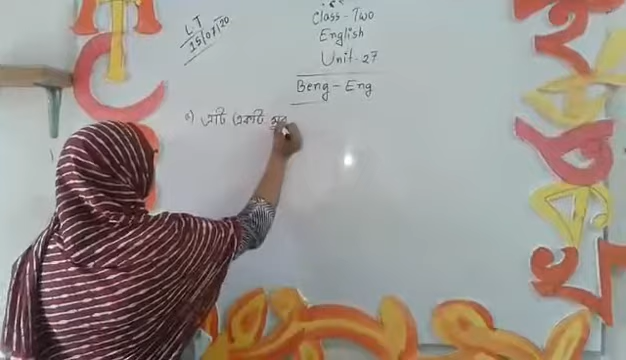 LT
15/07/20
Class - Two
English
Unit - 27
Beng - Eng
a) এটি একটি